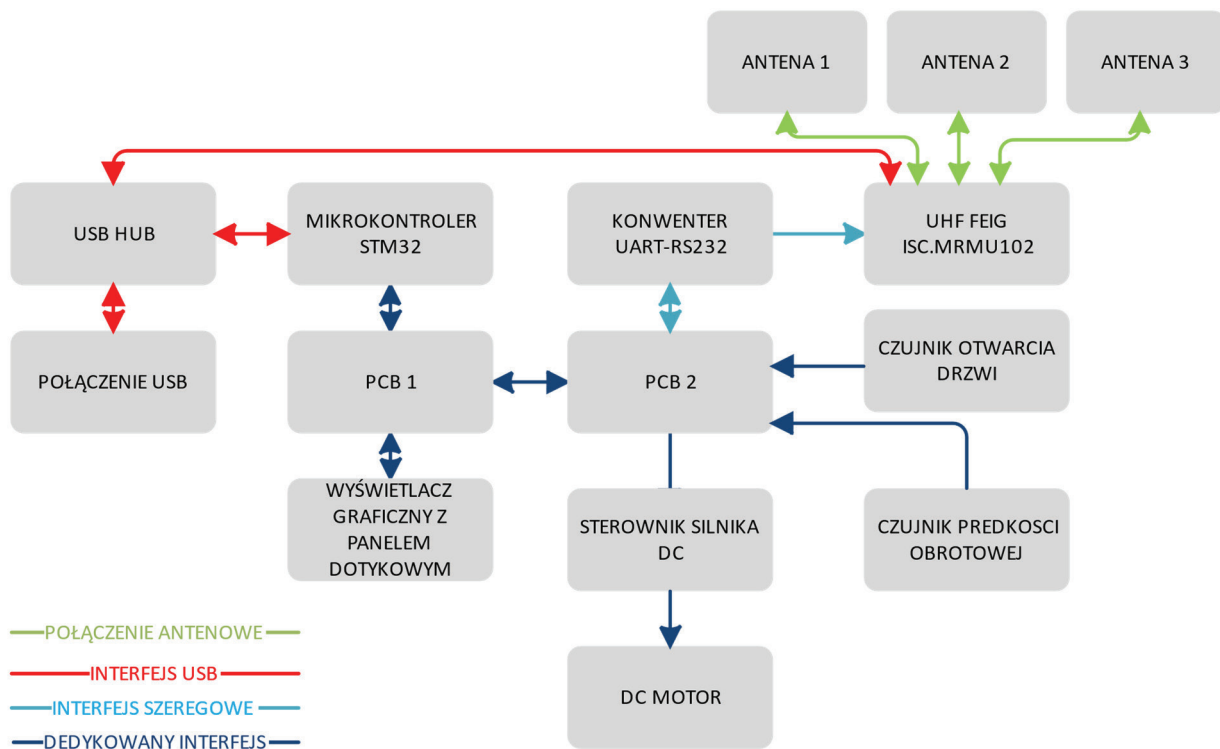 ANTENA 1
ANTENA 2
ANTENA 3
USB HUB
MIKROKONTROLER
STM32
KONWENTER
UART-RS232
UHF FEIG
ISC.MRMU102
POŁĄCZENIE USB
PCB 1
PCB 2
CZUJNIK OTWARCIA
DRZWI
WYŚWIETLACZ
GRAFICZNY Z
PANELEM
DOTYKOWYM
STEROWNIK SILNIKA
DC
CZUJNIK PREDKOSCI
OBROTOWEJ
DC MOTOR
POŁĄCZENIE ANTENOWE
INTERFEJS USB
INTERFEJS SZEREGOWE
DEDYKOWANY INTERFEJS